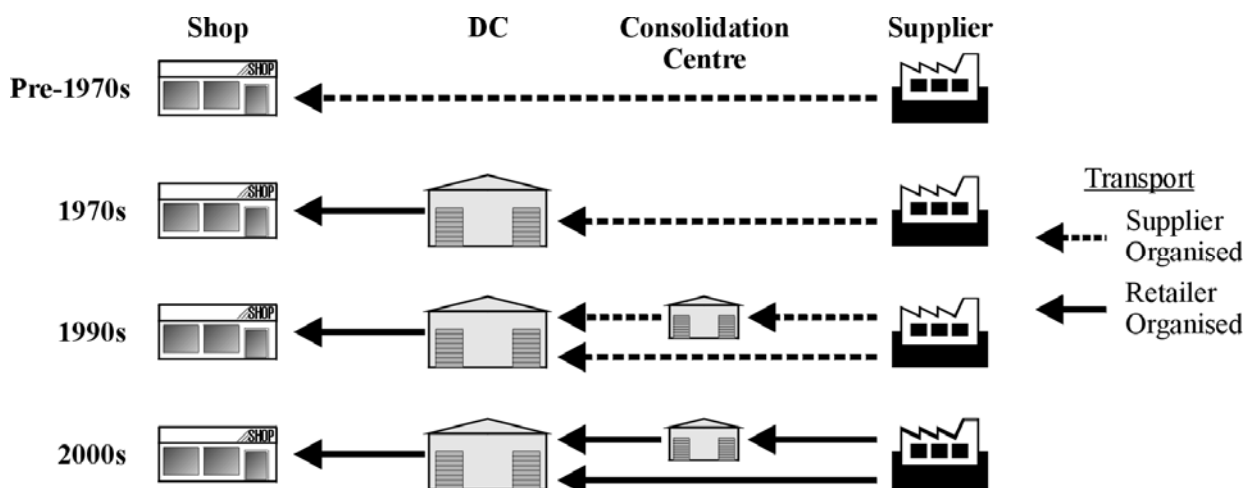 Shop DC Consolidation Centre Supplier
Pre-1970s
SHOP
1970s
SHOP
Transport
Supplier
Organised
1990s
SHOP
Retailer
Organised
2000s
SHOP